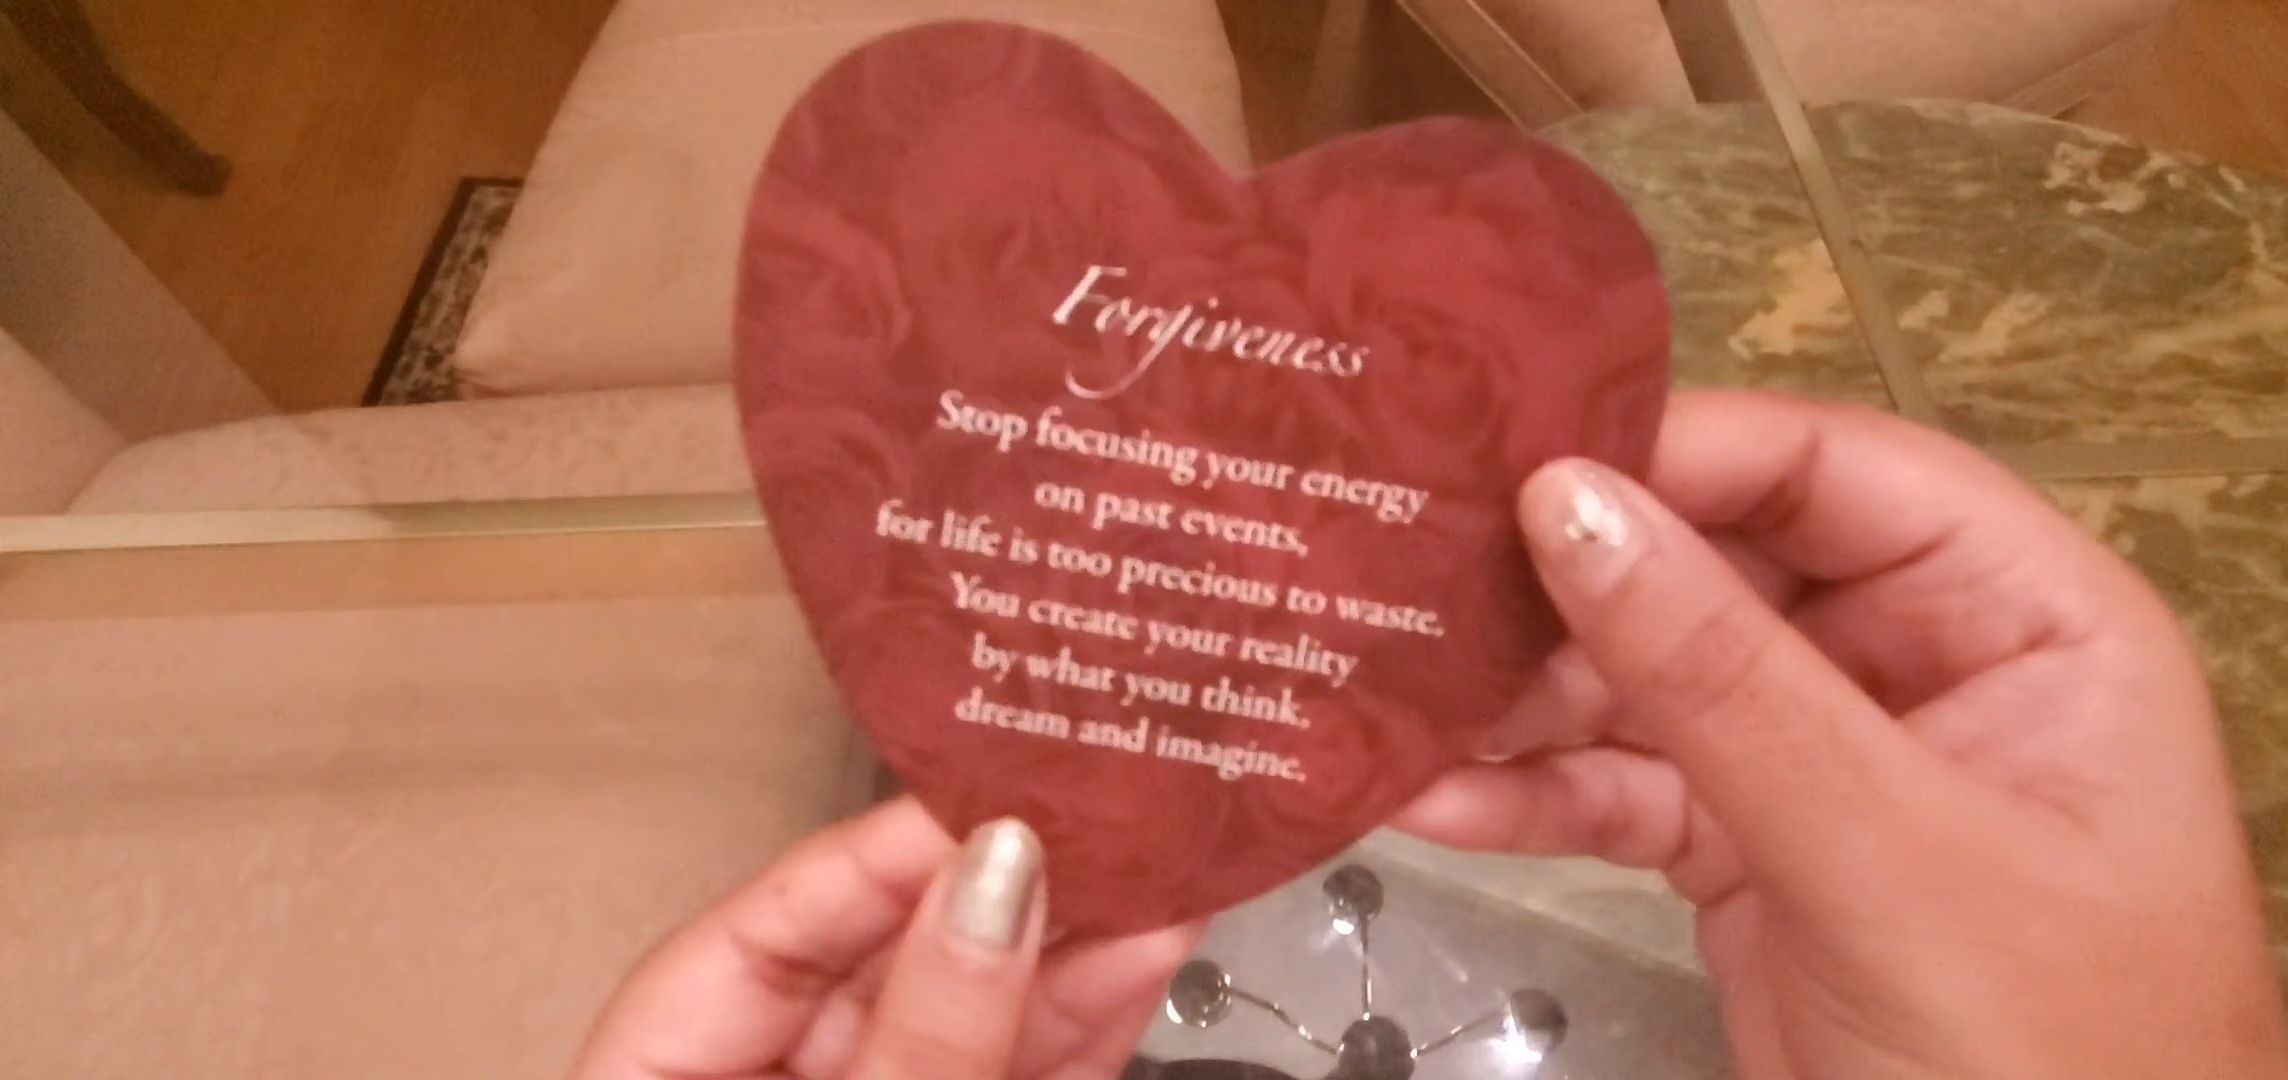 Forgiveness
Stop focusing your energy
on past events,
for life is too precious to waste.
You create your reality
by what you think,
dream and imagine.